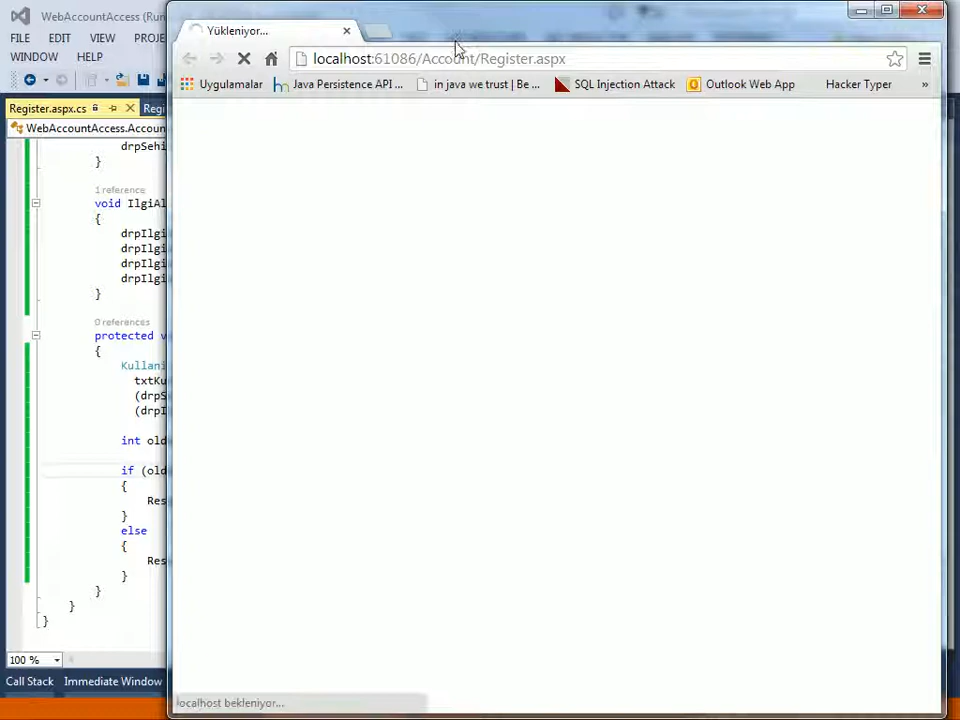 WebAccountAccess (Run
FILE EDIT VIEW PROJE
WINDOW HELP
Register.aspx.cs
Regi
WebAccountAccess.Accoun
drpSehi
}
1 reference
void IlgiAl
{
drpIlgi
drpIlgi
drpIlgi
drpIlgi
}
0 references
protected v
{
Kullani
txtKu
(drpS
(drpI
int old
if (old
{
Res
}
else
{
Res
}
}
}
}
100 %
Call Stack Immediate Window
Yükleniyor...
localhost:61086/Account/Register.aspx
Uygulamalar Java Persistence API ... in java we trust | Be ... SQL Injection Attack Outlook Web App Hacker Typer »
localhost bekleniyor...